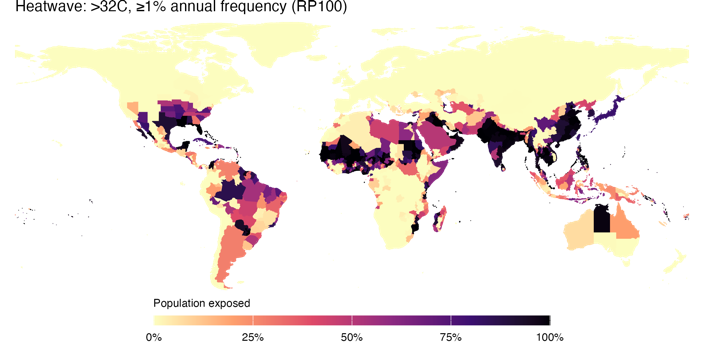 Heatwave: >32C, ≥1% annual frequency (RP100)
Population exposed
0% 25% 50% 75% 100%